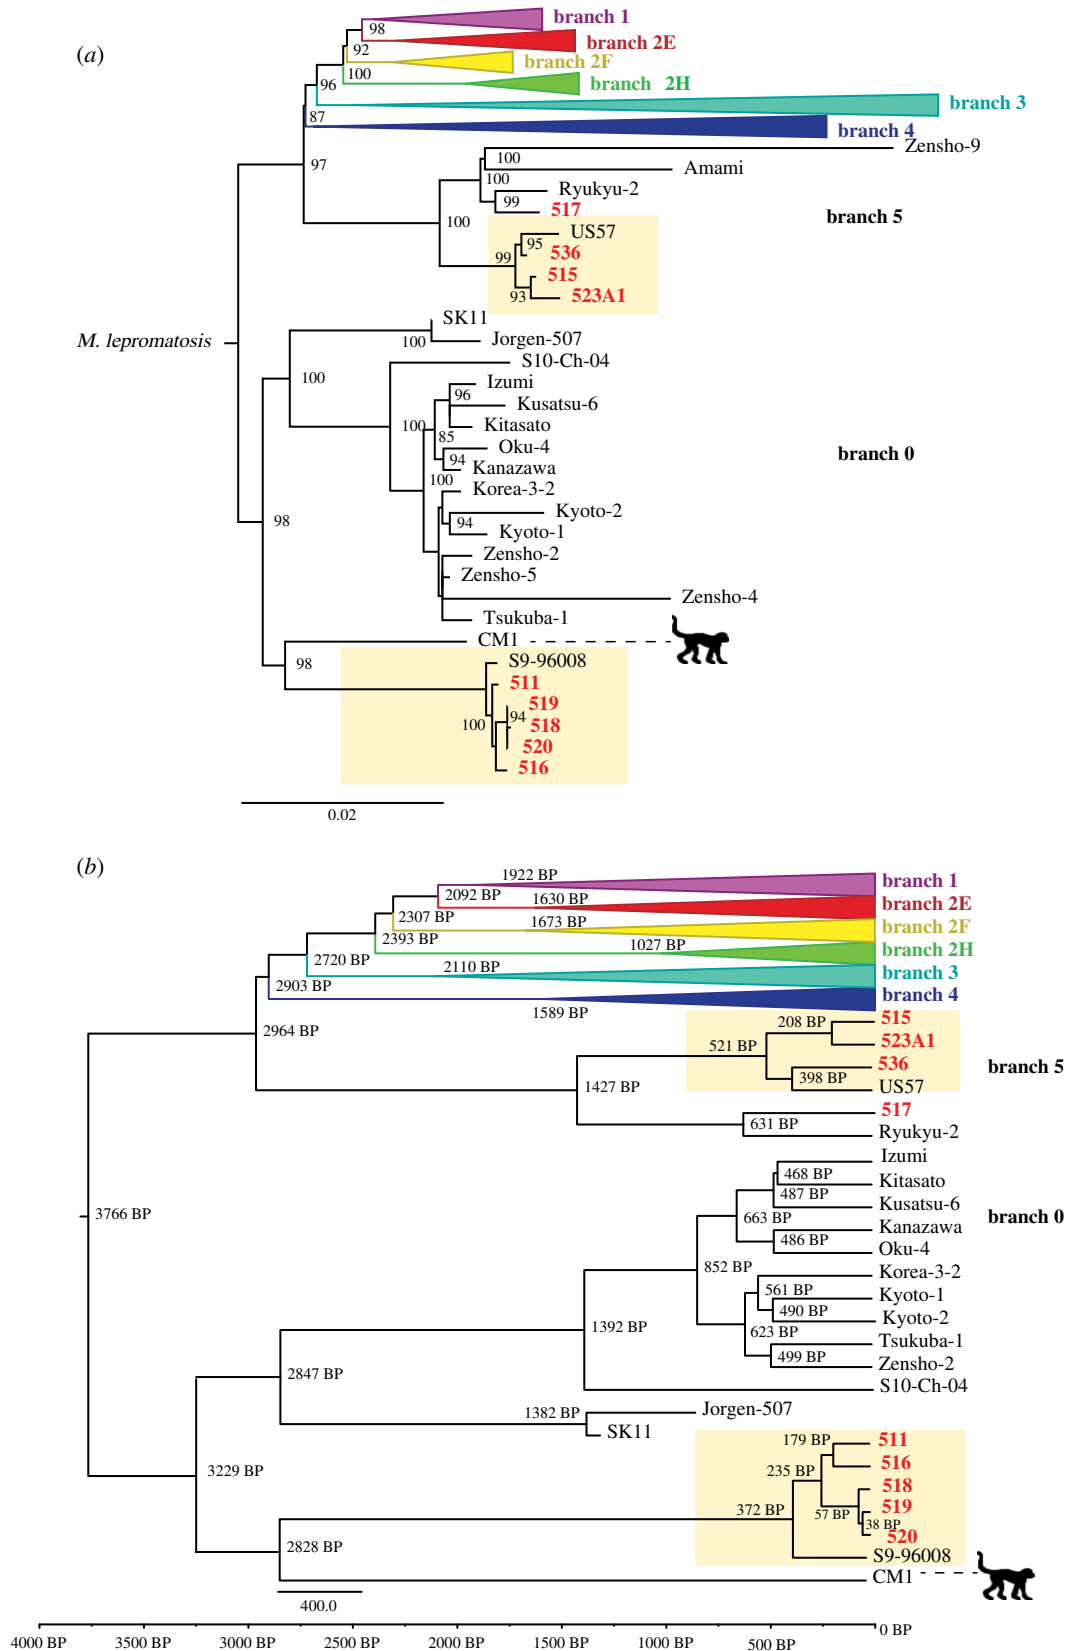 (a)
branch 1
98
branch 2E
92
branch 2F
100
branch 2H
96
branch 3
87
branch 4
Zensho-9
100
97
Amami
100
Ryukyu-2
99
517
branch 5
100
US57
95
536
99
515
93
523A1
SK11
M. lepromatosis
100
Jorgen-507
S10-Ch-04
100
Izumi
96
Kusatsu-6
100
Kitasato
85
Oku-4
branch 0
94
Kanazawa
100
Korea-3-2
Kyoto-2
98
94
Kyoto-1
Zensho-2
Zensho-5
Zensho-4
Tsukuba-1
CM1
98
S9-96008
511
519
94
100
518
520
516
0.02
(b)
1922 BP
branch 1
2092 BP
1630 BP
branch 2E
2307 BP
1673 BP
branch 2F
2393 BP
1027 BP
branch 2H
2720 BP
2110 BP
branch 3
2903 BP
branch 4
1589 BP
208 BP
515
2964 BP
521 BP
523A1
536
branch 5
398 BP
1427 BP
US57
517
631 BP
Ryukyu-2
Izumi
468 BP
Kitasato
487 BP
Kusatsu-6
3766 BP
663 BP
branch 0
Kanazawa
486 BP
Oku-4
852 BP
Korea-3-2
561 BP
Kyoto-1
490 BP
Kyoto-2
1392 BP
623 BP
Tsukuba-1
499 BP
Zensho-2
2847 BP
S10-Ch-04
1382 BP
Jorgen-507
SK11
179 BP
511
3229 BP
235 BP
516
518
372 BP
57 BP
519
38 BP
520
2828 BP
S9-96008
CM1
400.0
4000 BP
3500 BP
3000 BP
2500 BP
2000 BP
1500 BP
1000 BP
500 BP
0 BP